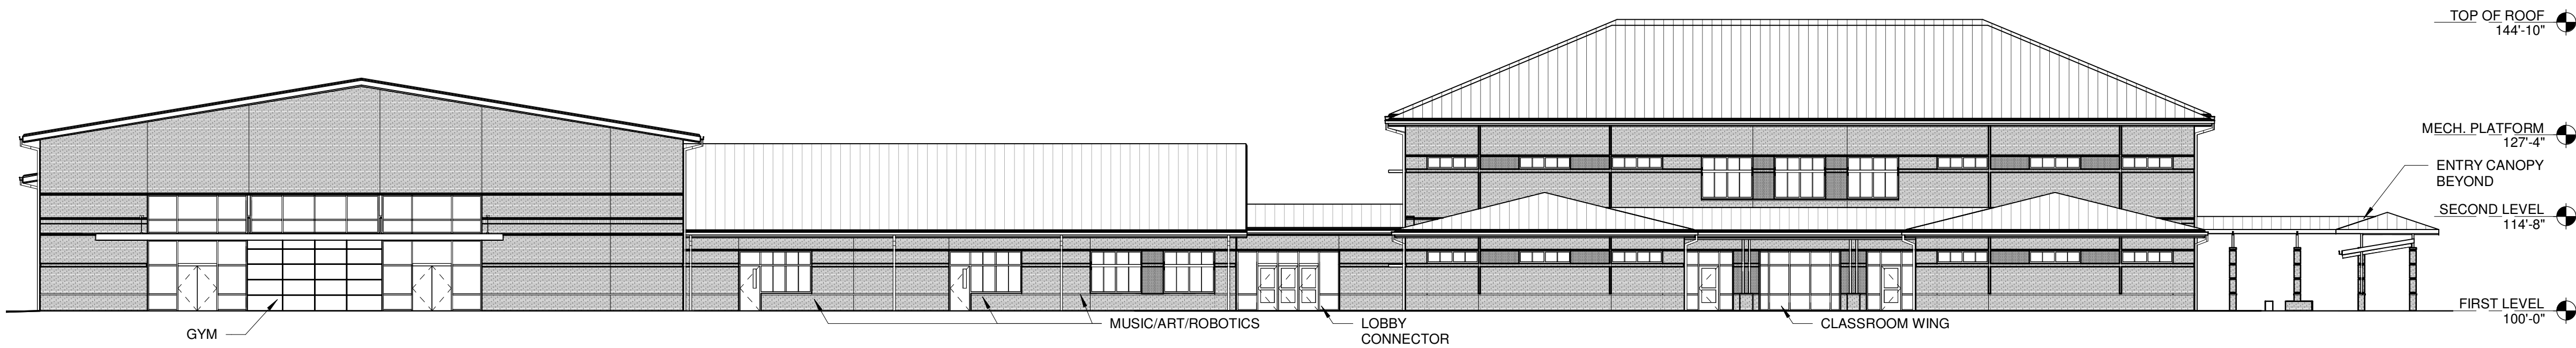 TOP OF ROOF
144'-10"
MECH. PLATFORM
127'-4"
ENTRY CANOPY
BEYOND
SECOND LEVEL
114'-8"
FIRST LEVEL
100'-0"
GYM
MUSIC/ART/ROBOTICS
LOBBY
CONNECTOR
CLASSROOM WING